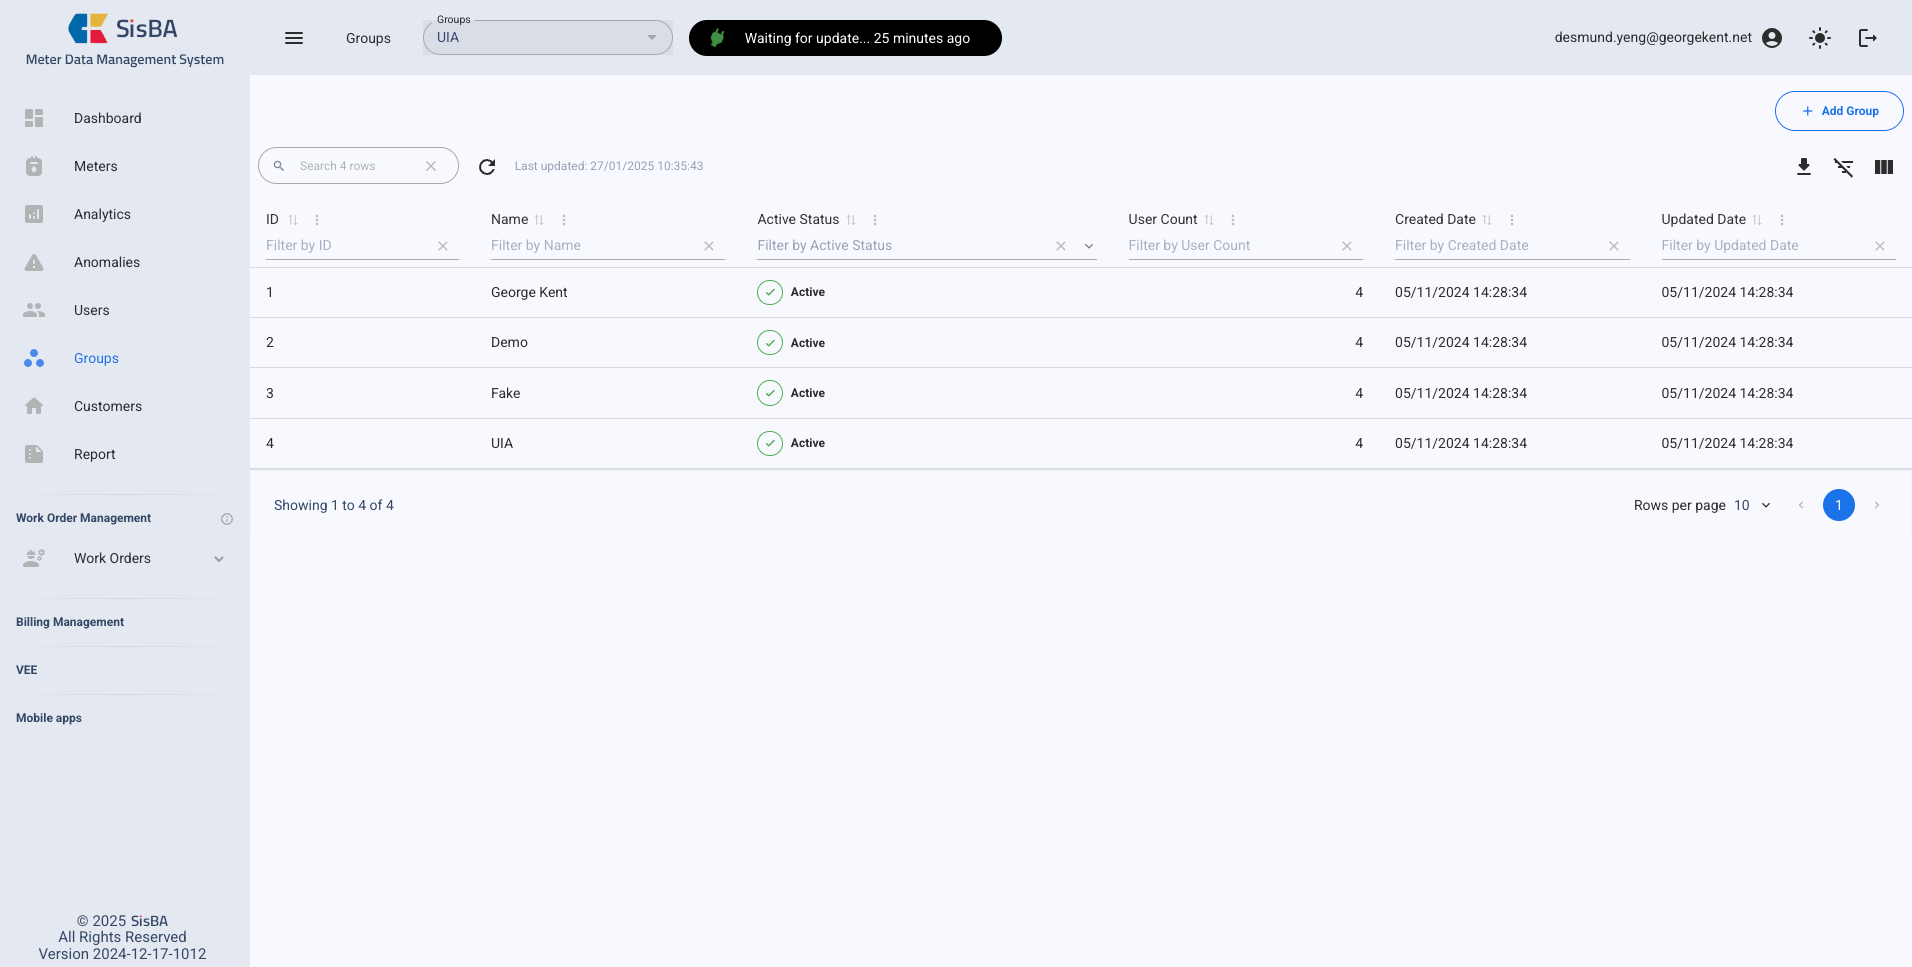 SisBA
Meter Data Management System
Groups
Groups
UIA
Waiting for update... 25 minutes ago
desmund.yeng@georgekent.net
Dashboard
Meters
Analytics
Anomalies
Users
Groups
Customers
Report
Work Order Management
Work Orders
Billing Management
VEE
Mobile apps
© 2025 SisBA
All Rights Reserved
Version 2024-12-17-1012
Add Group
Search 4 rows
Last updated: 27/01/2025 10:35:43
ID Name Active Status User Count Created Date Updated Date
Filter by ID Filter by Name Filter by Active Status Filter by User Count Filter by Created Date Filter by Updated Date
1 George Kent Active 4 05/11/2024 14:28:34 05/11/2024 14:28:34
2 Demo Active 4 05/11/2024 14:28:34 05/11/2024 14:28:34
3 Fake Active 4 05/11/2024 14:28:34 05/11/2024 14:28:34
4 UIA Active 4 05/11/2024 14:28:34 05/11/2024 14:28:34
Showing 1 to 4 of 4
Rows per page 10 1